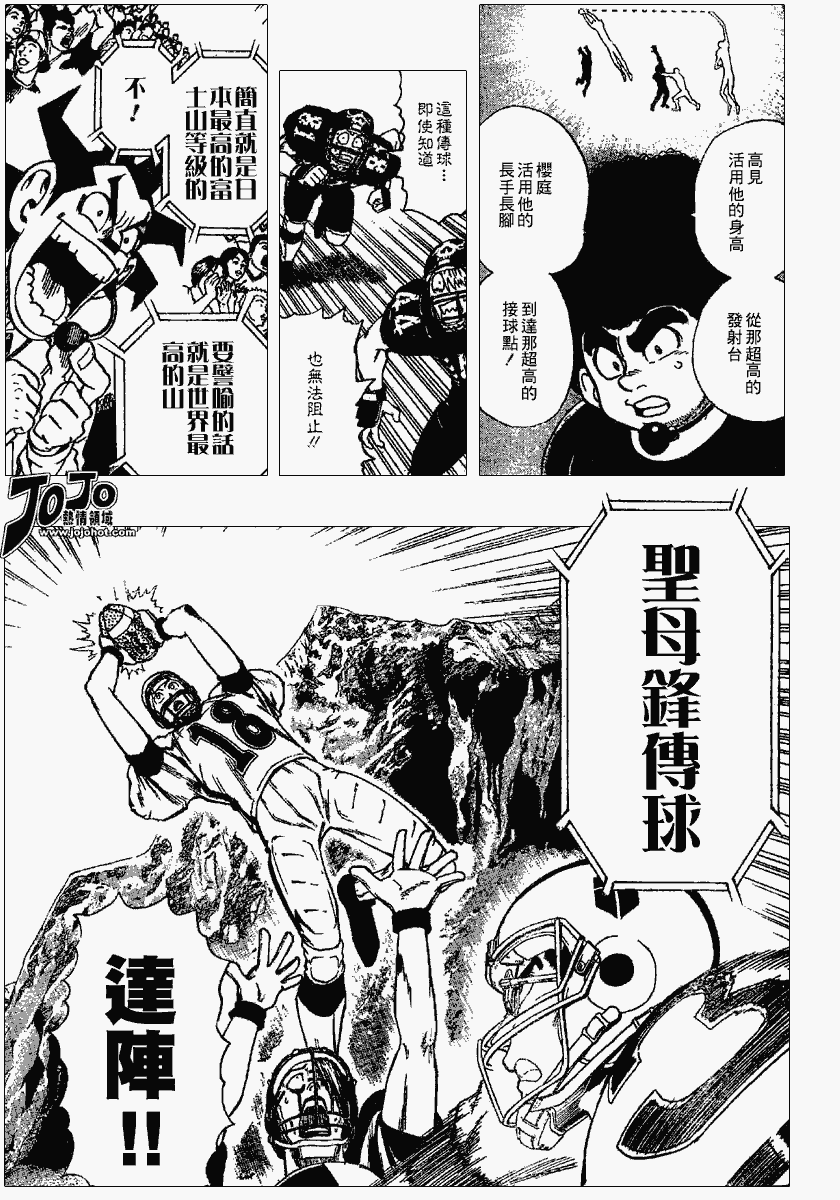 高見
活用他的身高
從那超高的
發射台
櫻庭
活用他的
長手長腳
到達那超高的
接球點！
這種傳球…
即使知道
也無法阻止!!
13
44
不！
簡直就是日
本最高的富
士山等級的
要譬喻的話
就是世界最
高的山
JOJO
熱情領域
www.jojohot.com
聖母鋒傳球
18
達陣!!